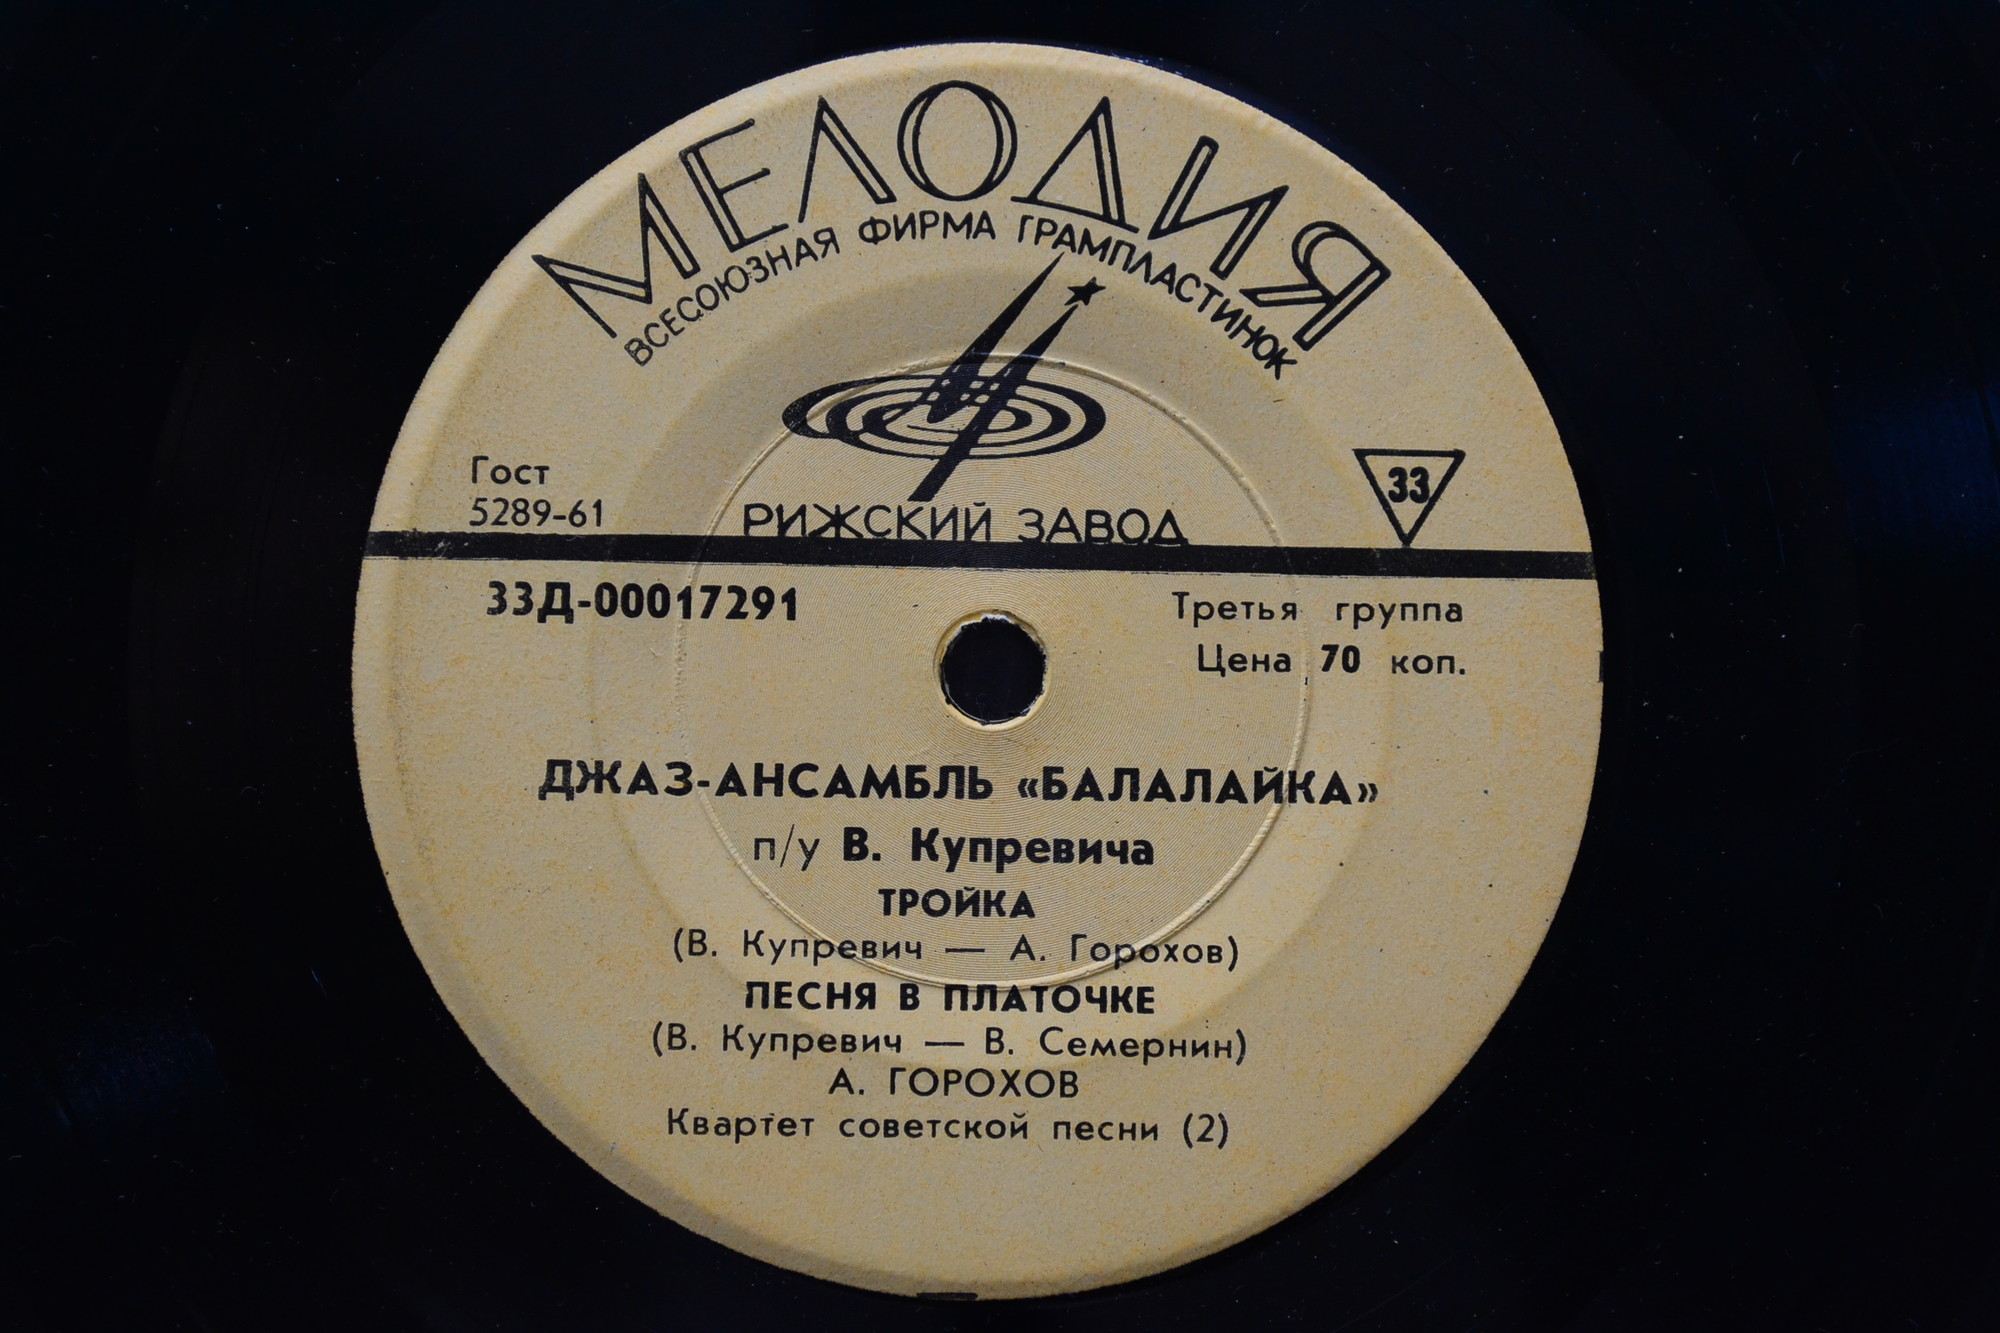 МЕЛОДИЯ
ВСЕСОЮЗНАЯ ФИРМА ГРАМПЛАСТИНОК
Гост
5289-61
33
РИЖСКИЙ ЗАВОД
33Д-00017291
Третья группа
Цена 70 коп.
ДЖАЗ-АНСАМБЛЬ «БАЛАЛАЙКА»
п/у В. Купревича
ТРОЙКА
(В. Купревич — А. Горохов)
ПЕСНЯ В ПЛАТОЧКЕ
(В. Купревич — В. Семернин)
А. ГОРОХОВ
Квартет советской песни (2)